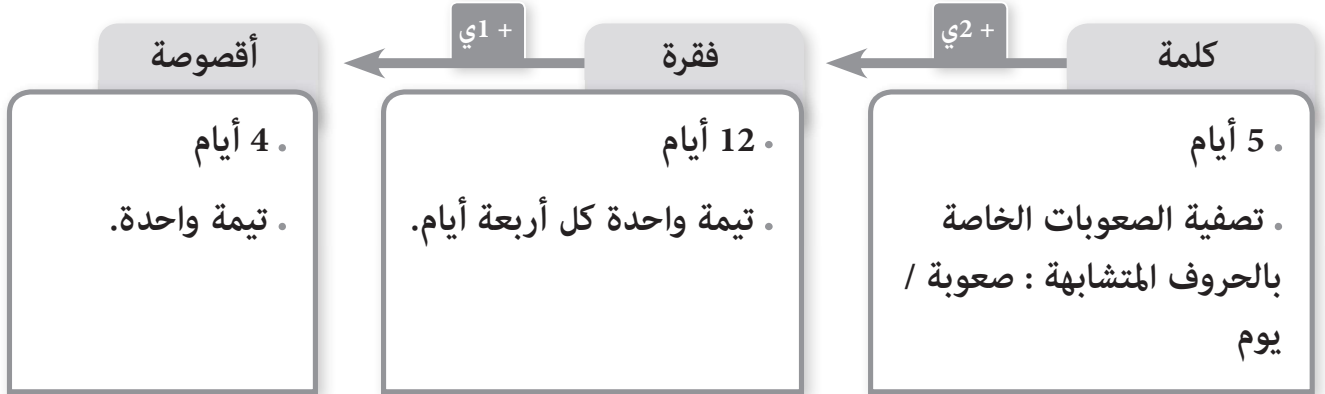 كلمة
+ 2ي
فقرة
+ 1ي
أقصوصة
. 5 أيام
. تصفية الصعوبات الخاصة
بالحروف المتشابهة : صعوبة /
يوم
. 12 أيام
. تيمة واحدة كل أربعة أيام.
. 4 أيام
. تيمة واحدة.